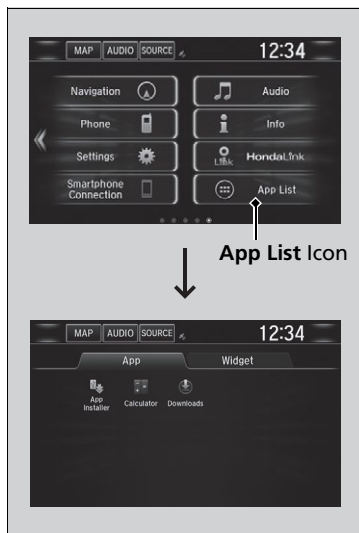 MAP AUDIO SOURCE 12:34
Navigation Audio
Phone Info
Settings Link HondaLink
Smartphone
Connection
App List
App List Icon
MAP AUDIO SOURCE 12:34
App Widget
App
Installer
Calculator Downloads